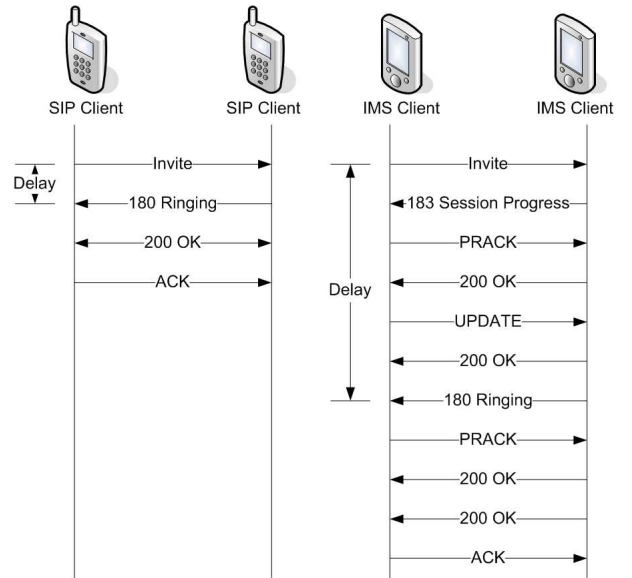 SIP Client
SIP Client
Invite
Delay
180 Ringing
200 OK
ACK
IMS Client
IMS Client
Invite
183 Session Progress
PRACK
200 OK
Delay
UPDATE
200 OK
180 Ringing
PRACK
200 OK
200 OK
ACK